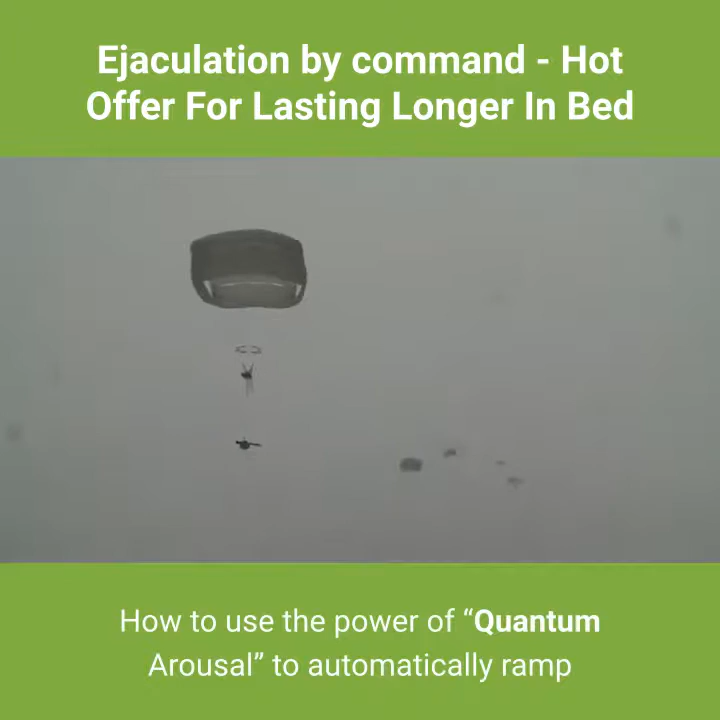 Ejaculation by command - Hot
Offer For Lasting Longer In Bed
How to use the power of “Quantum
Arousal” to automatically ramp